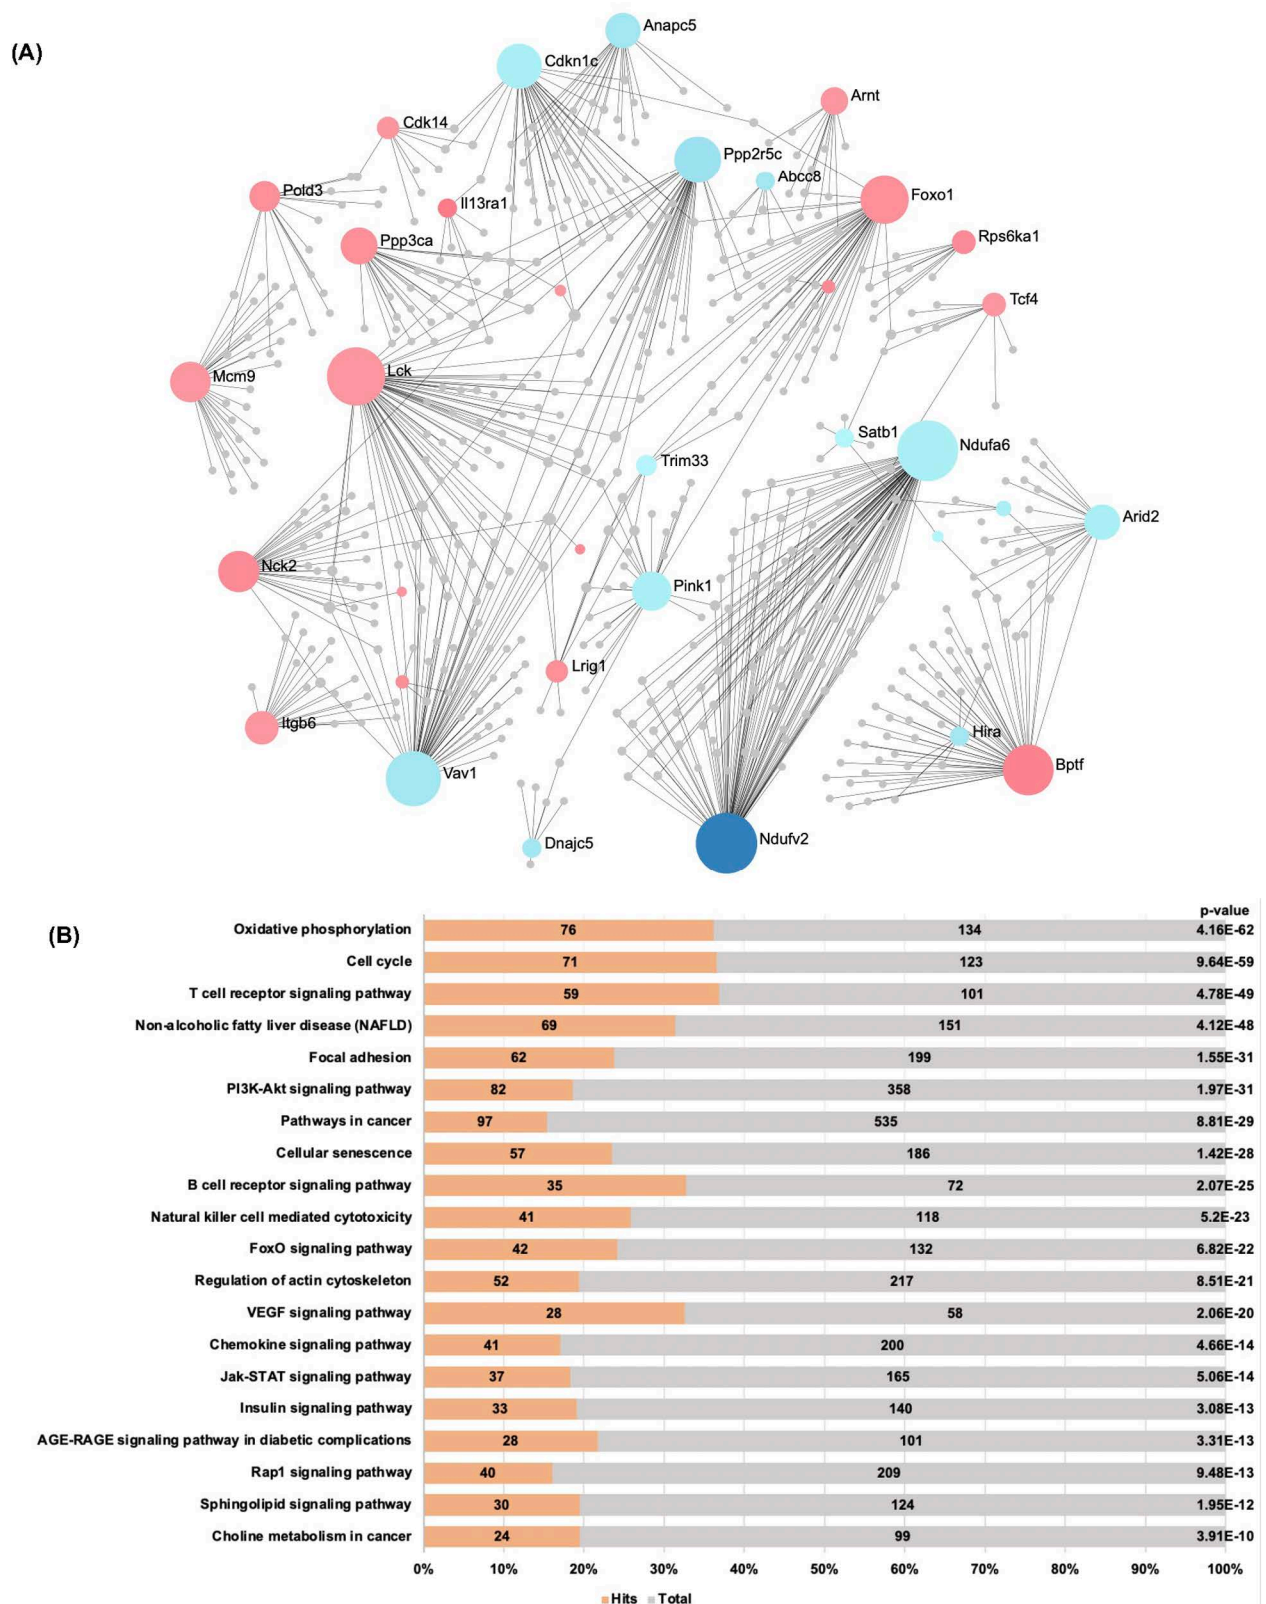 (A)
Anapc5
Cdkn1c
Arnt
Cdk14
Ppp2r5c
Abcc8
Pold3
Foxo1
Il13ra1
Ppp3ca
Rps6ka1
Tcf4
Mcm9
Lck
Satb1
Ndufa6
Trim33
Arid2
Nck2
Pink1
Lrig1
Itgb6
Hira
Vav1
Bptf
Ndufv2
Dnajc5
(B)
p-value
Oxidative phosphorylation 76 134 4.16E-62
Cell cycle 71 123 9.64E-59
T cell receptor signaling pathway 59 101 4.78E-49
Non-alcoholic fatty liver disease (NAFLD) 69 151 4.12E-48
Focal adhesion 62 199 1.55E-31
PI3K-Akt signaling pathway 82 358 1.97E-31
Pathways in cancer 97 535 8.81E-29
Cellular senescence 57 186 1.42E-28
B cell receptor signaling pathway 35 72 2.07E-25
Natural killer cell mediated cytotoxicity 41 118 5.2E-23
FoxO signaling pathway 42 132 6.82E-22
Regulation of actin cytoskeleton 52 217 8.51E-21
VEGF signaling pathway 28 58 2.06E-20
Chemokine signaling pathway 41 200 4.66E-14
Jak-STAT signaling pathway 37 165 5.06E-14
Insulin signaling pathway 33 140 3.08E-13
AGE-RAGE signaling pathway in diabetic complications 28 101 3.31E-13
Rap1 signaling pathway 40 209 9.48E-13
Sphingolipid signaling pathway 30 124 1.95E-12
Choline metabolism in cancer 24 99 3.91E-10
0% 10% 20% 30% 40% 50% 60% 70% 80% 90% 100%
Hits Total